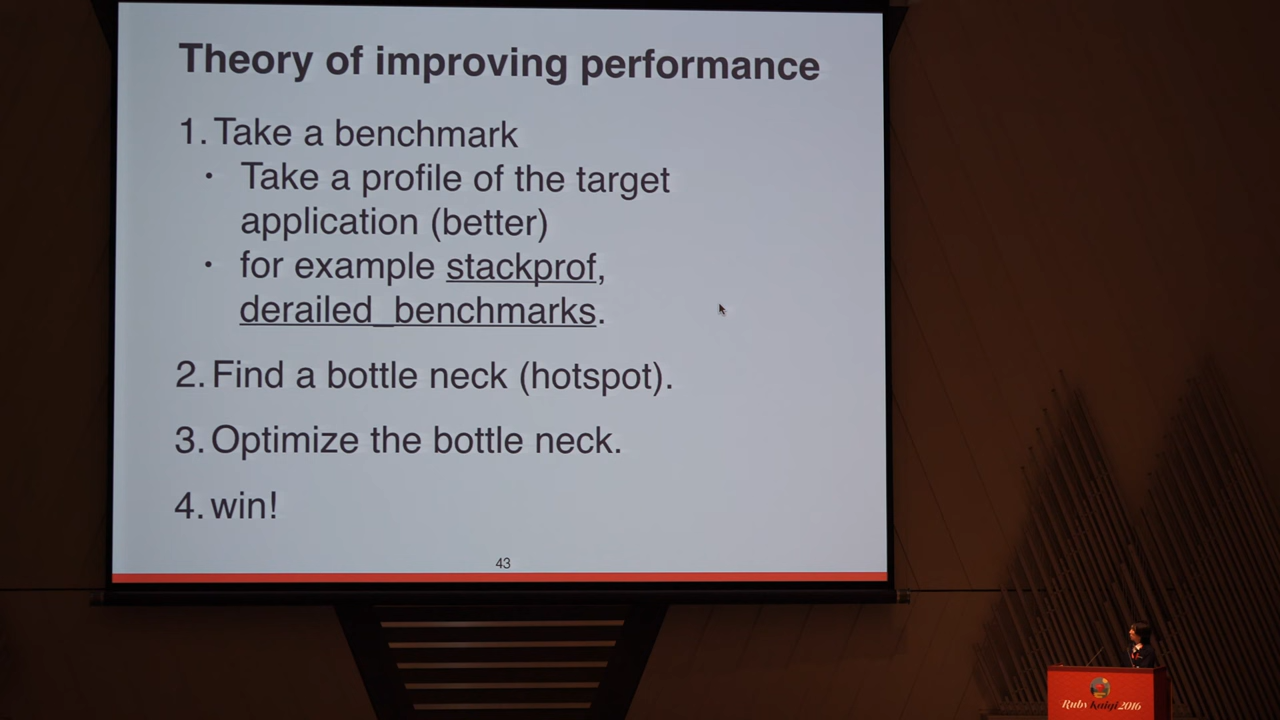 Theory of improving performance
1. Take a benchmark
· Take a profile of the target
application (better)
· for example stackprof,
derailed_benchmarks.
2. Find a bottle neck (hotspot).
3. Optimize the bottle neck.
4. win!
43
RubyKaigi 2016